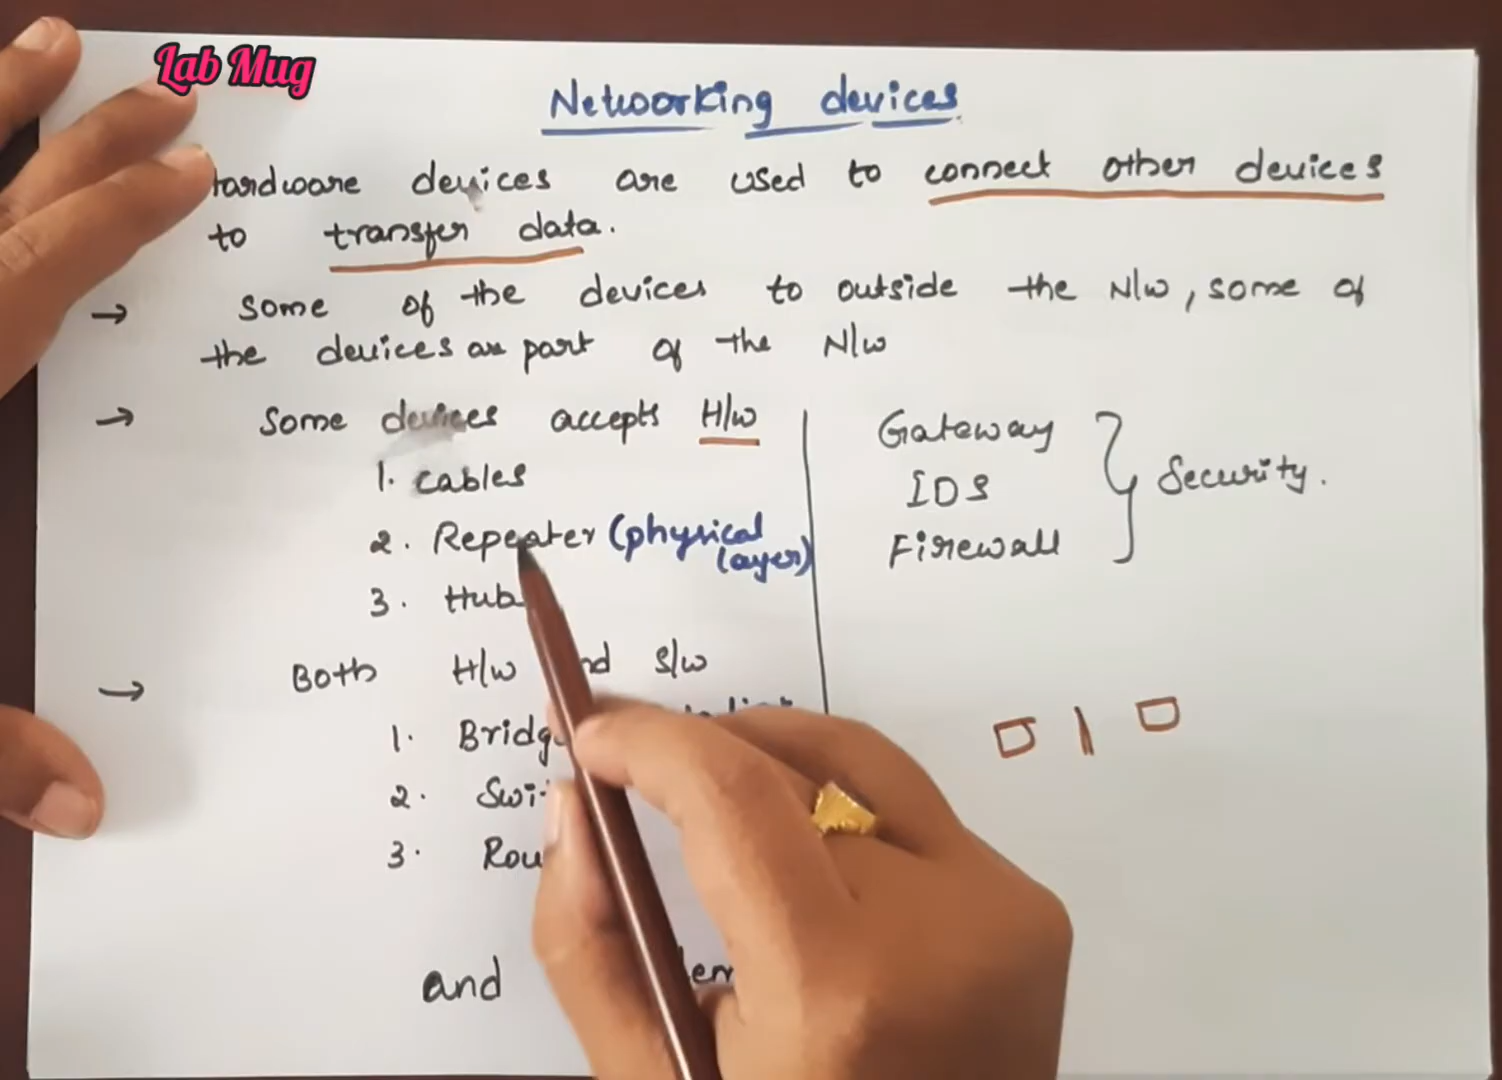 Lab Mug
Networking devices
Hardware devices are used to connect other devices
to transfer data.
→ Some of the devices to outside the N/w, some of
the devices are part of the N/w
→ Some devices accepts H/w
1. cables
2. Repeater (physical
layer)
3. Hub
→ Both H/w and S/w
1. Bridge
2.
3.
and
Gateway
IDS
Firewall
Security.